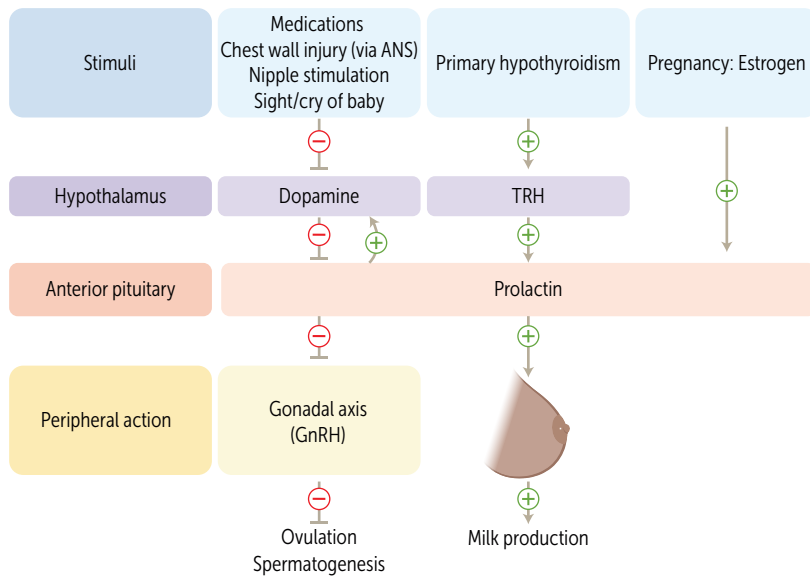 Stimuli
Medications
Chest wall injury (via ANS)
Nipple stimulation
Sight/cry of baby
Primary hypothyroidism
Pregnancy: Estrogen
−
+
+
Hypothalamus
Dopamine
TRH
−
+
+
Anterior pituitary
Prolactin
−
+
Peripheral action
Gonadal axis
(GnRH)
−
+
Ovulation
Spermatogenesis
Milk production